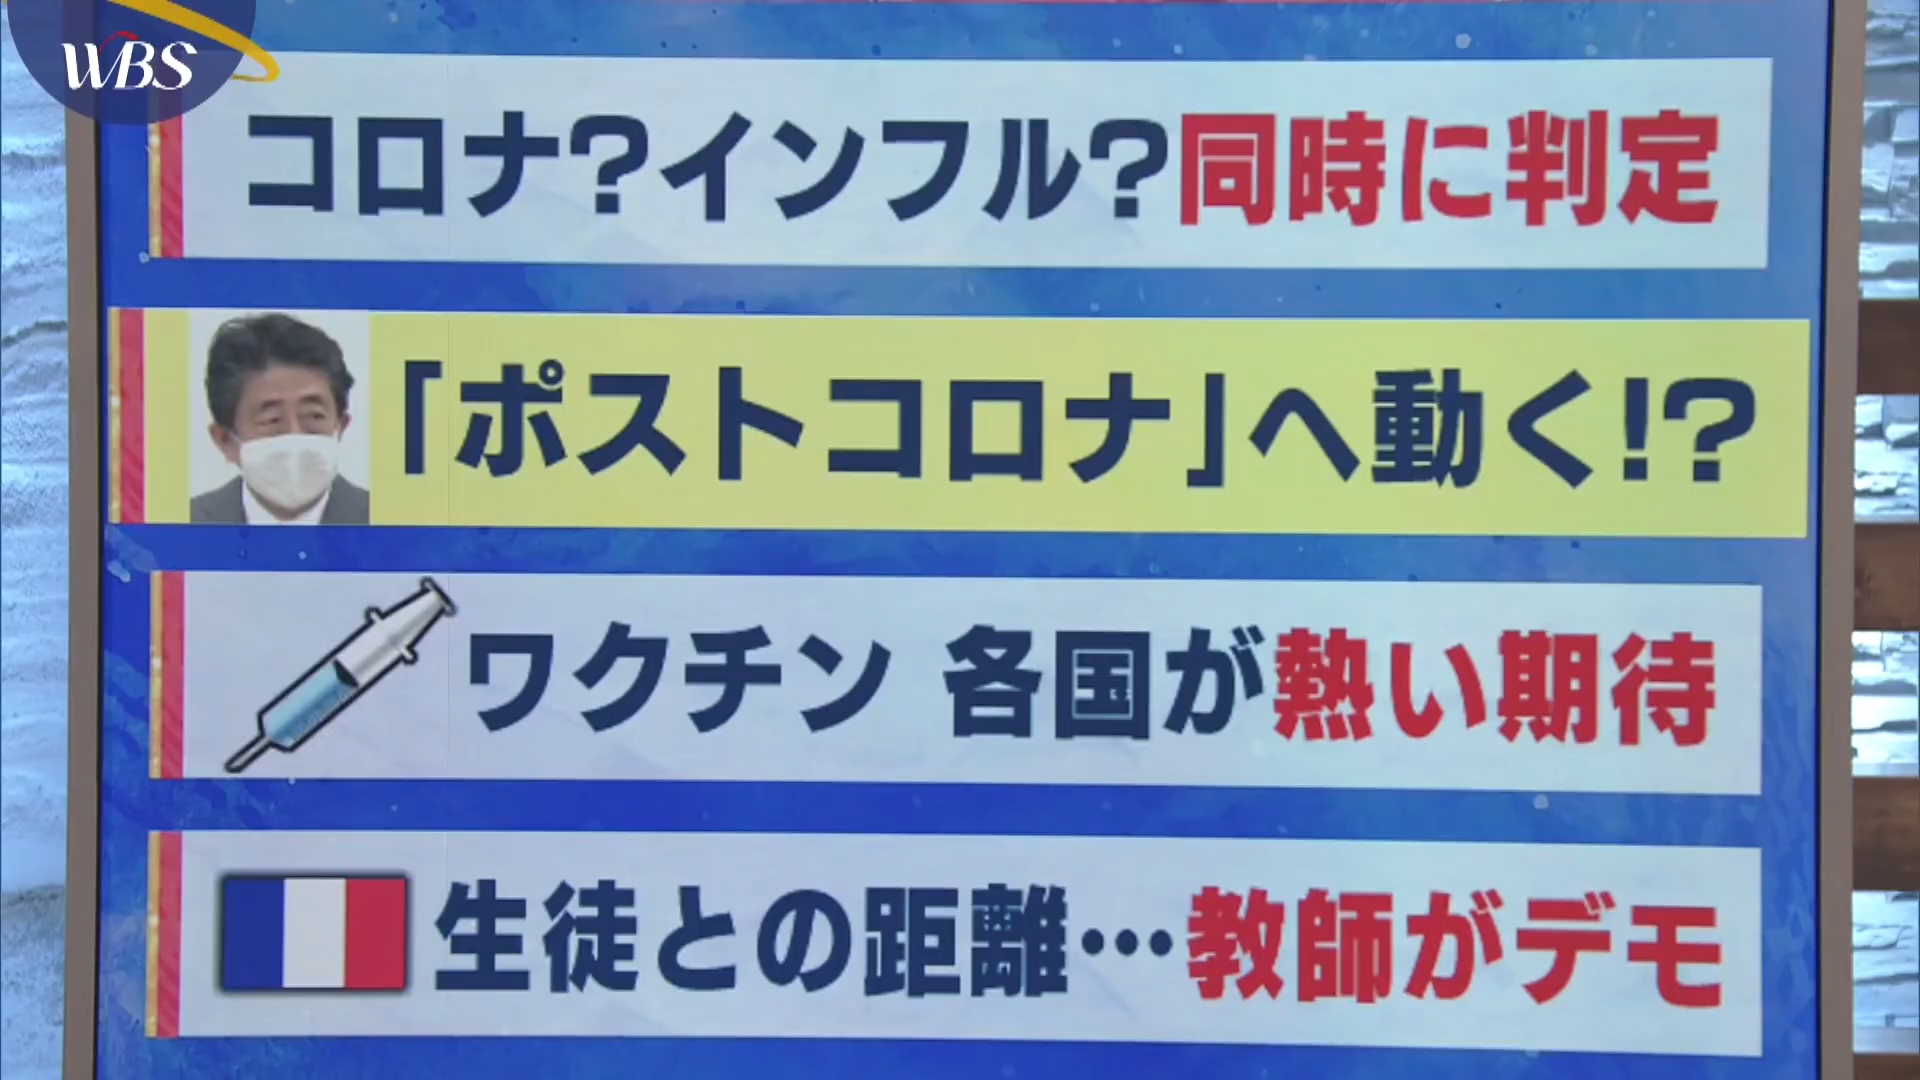 WBS
コロナ?インフル?同時に判定
「ポストコロナ」へ動く!?
ワクチン 各国が熱い期待
生徒との距離…教師がデモ